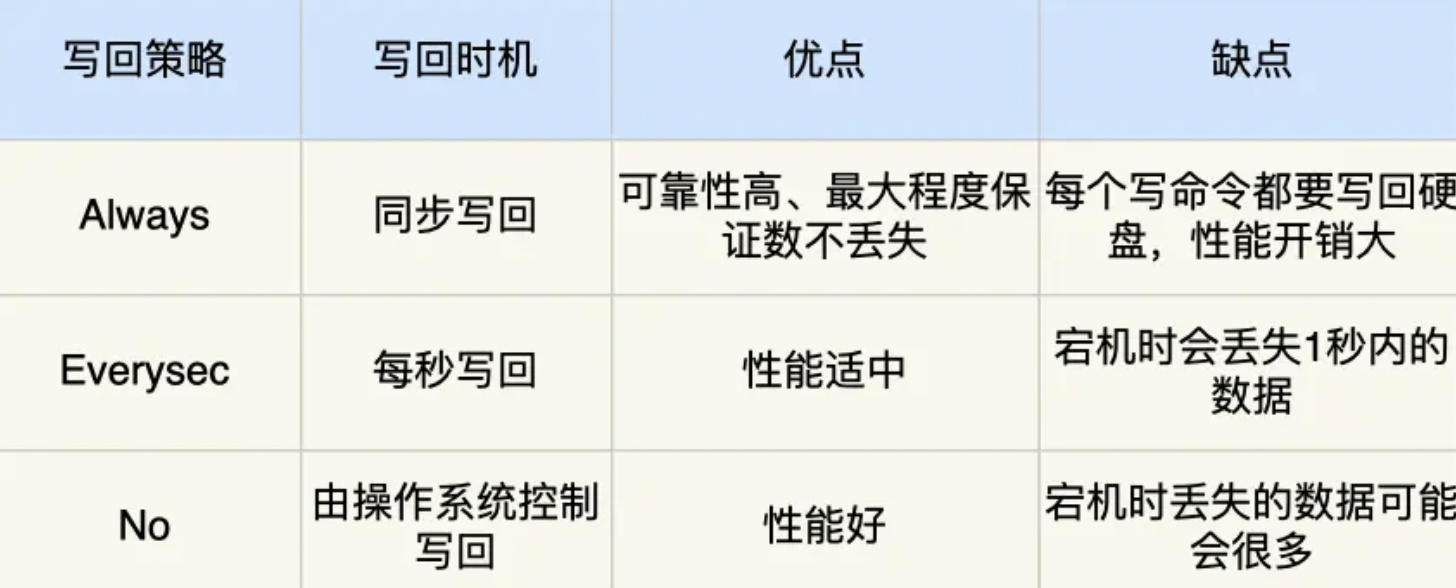 写回策略 写回时机 优点 缺点
Always 同步写回 可靠性高、最大程度保 每个写命令都要写回硬
证数不丢失 盘，性能开销大
Everysec 每秒写回 性能适中 宕机时会丢失1秒内的
数据
No 由操作系统控制 性能好 宕机时丢失的数据可能
写回 会很多